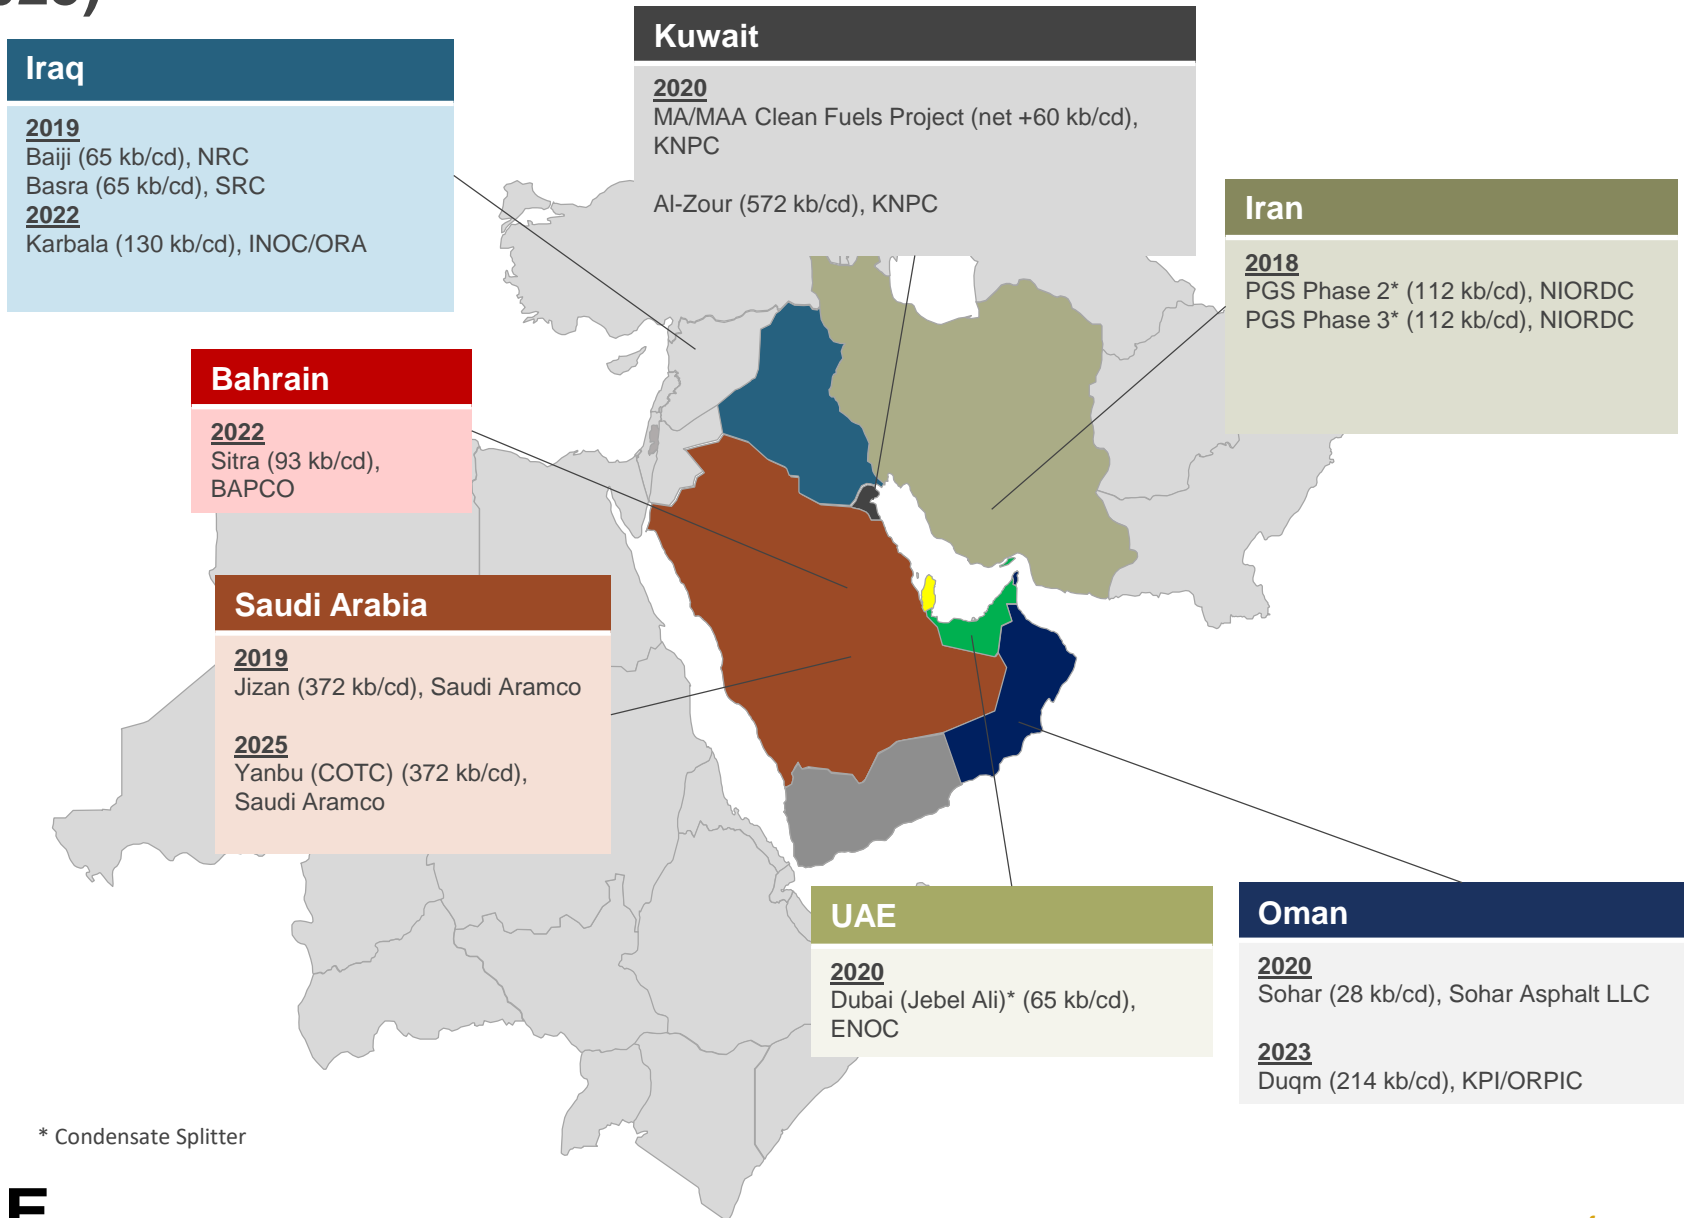 Kuwait
2020
MA/MAA Clean Fuels Project (net +60 kb/cd),
KNPC
Al-Zour (572 kb/cd), KNPC
Iraq
2019
Baiji (65 kb/cd), NRC
Basra (65 kb/cd), SRC
2022
Karbala (130 kb/cd), INOC/ORA
Iran
2018
PGS Phase 2* (112 kb/cd), NIORDC
PGS Phase 3* (112 kb/cd), NIORDC
Bahrain
2022
Sitra (93 kb/cd),
BAPCO
Saudi Arabia
2019
Jizan (372 kb/cd), Saudi Aramco
2025
Yanbu (COTC) (372 kb/cd),
Saudi Aramco
UAE
2020
Dubai (Jebel Ali)* (65 kb/cd),
ENOC
Oman
2020
Sohar (28 kb/cd), Sohar Asphalt LLC
2023
Duqm (214 kb/cd), KPI/ORPIC
* Condensate Splitter